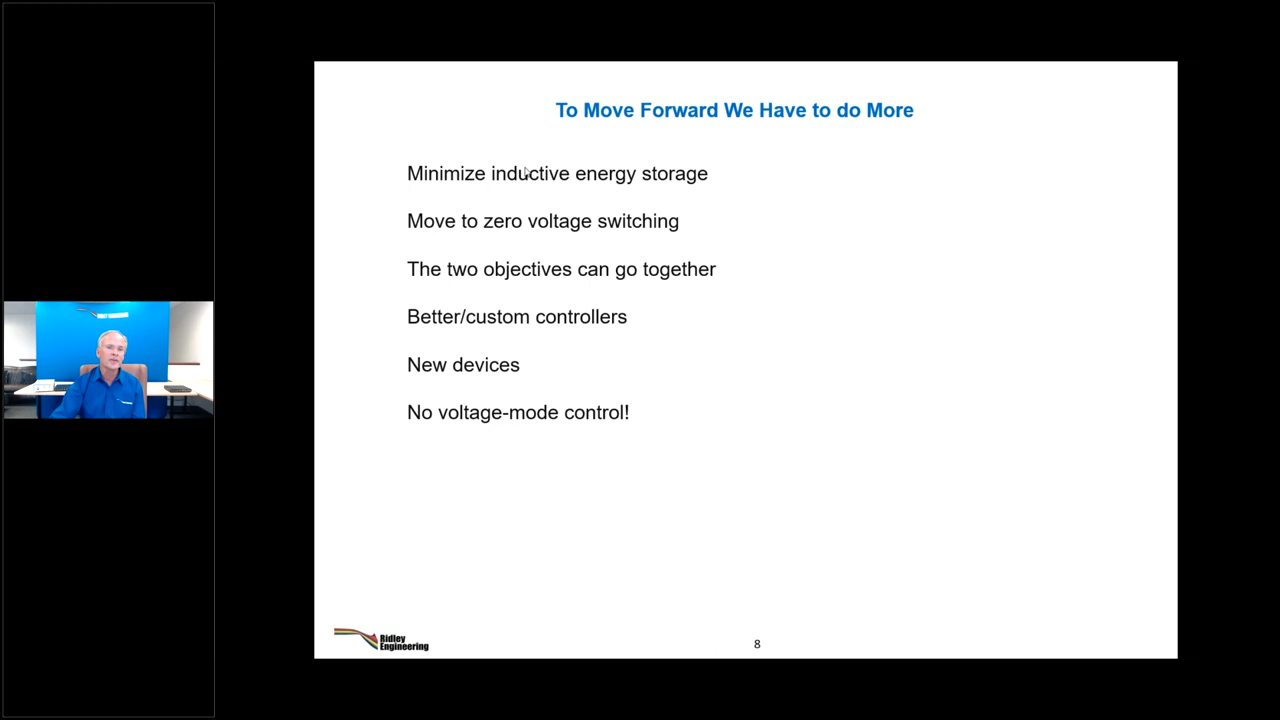 To Move Forward We Have to do More
Minimize inductive energy storage
Move to zero voltage switching
The two objectives can go together
Better/custom controllers
New devices
No voltage-mode control!
Ridley
Engineering
8